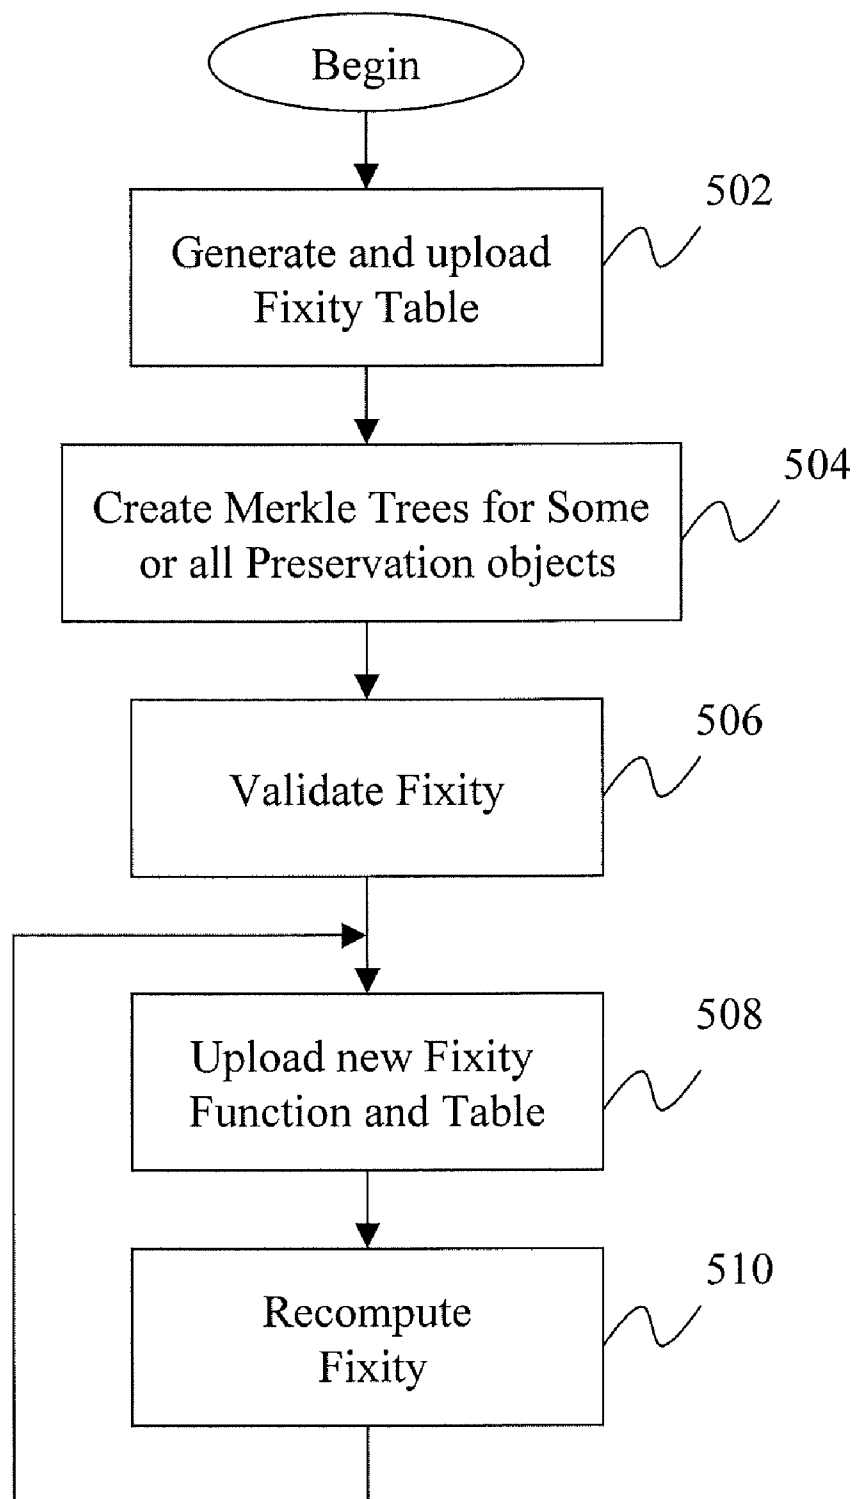 Begin
502
Generate and upload
Fixity Table
504
Create Merkle Trees for Some
or all Preservation objects
506
Validate Fixity
508
Upload new Fixity
Function and Table
510
Recompute
Fixity